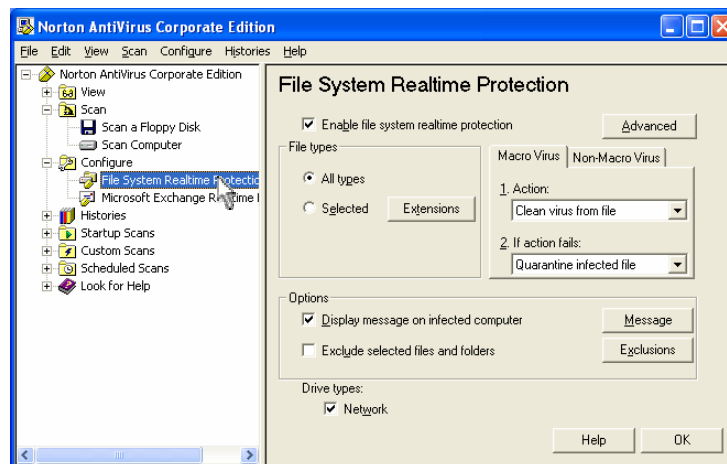 Norton AntiVirus Corporate Edition
File Edit View Scan Configure Histories Help
Norton AntiVirus Corporate Edition
View
Scan
Scan a Floppy Disk
Scan Computer
Configure
File System Realtime Protectio
Microsoft Exchange Realtime
Histories
Startup Scans
Custom Scans
Scheduled Scans
Look for Help
File System Realtime Protection
Enable file system realtime protection
Advanced
File types
All types
Selected
Extensions
Macro Virus
Non-Macro Virus
1. Action:
Clean virus from file
2. If action fails:
Quarantine infected file
Options
Display message on infected computer
Message
Exclude selected files and folders
Exclusions
Drive types:
Network
Help
OK